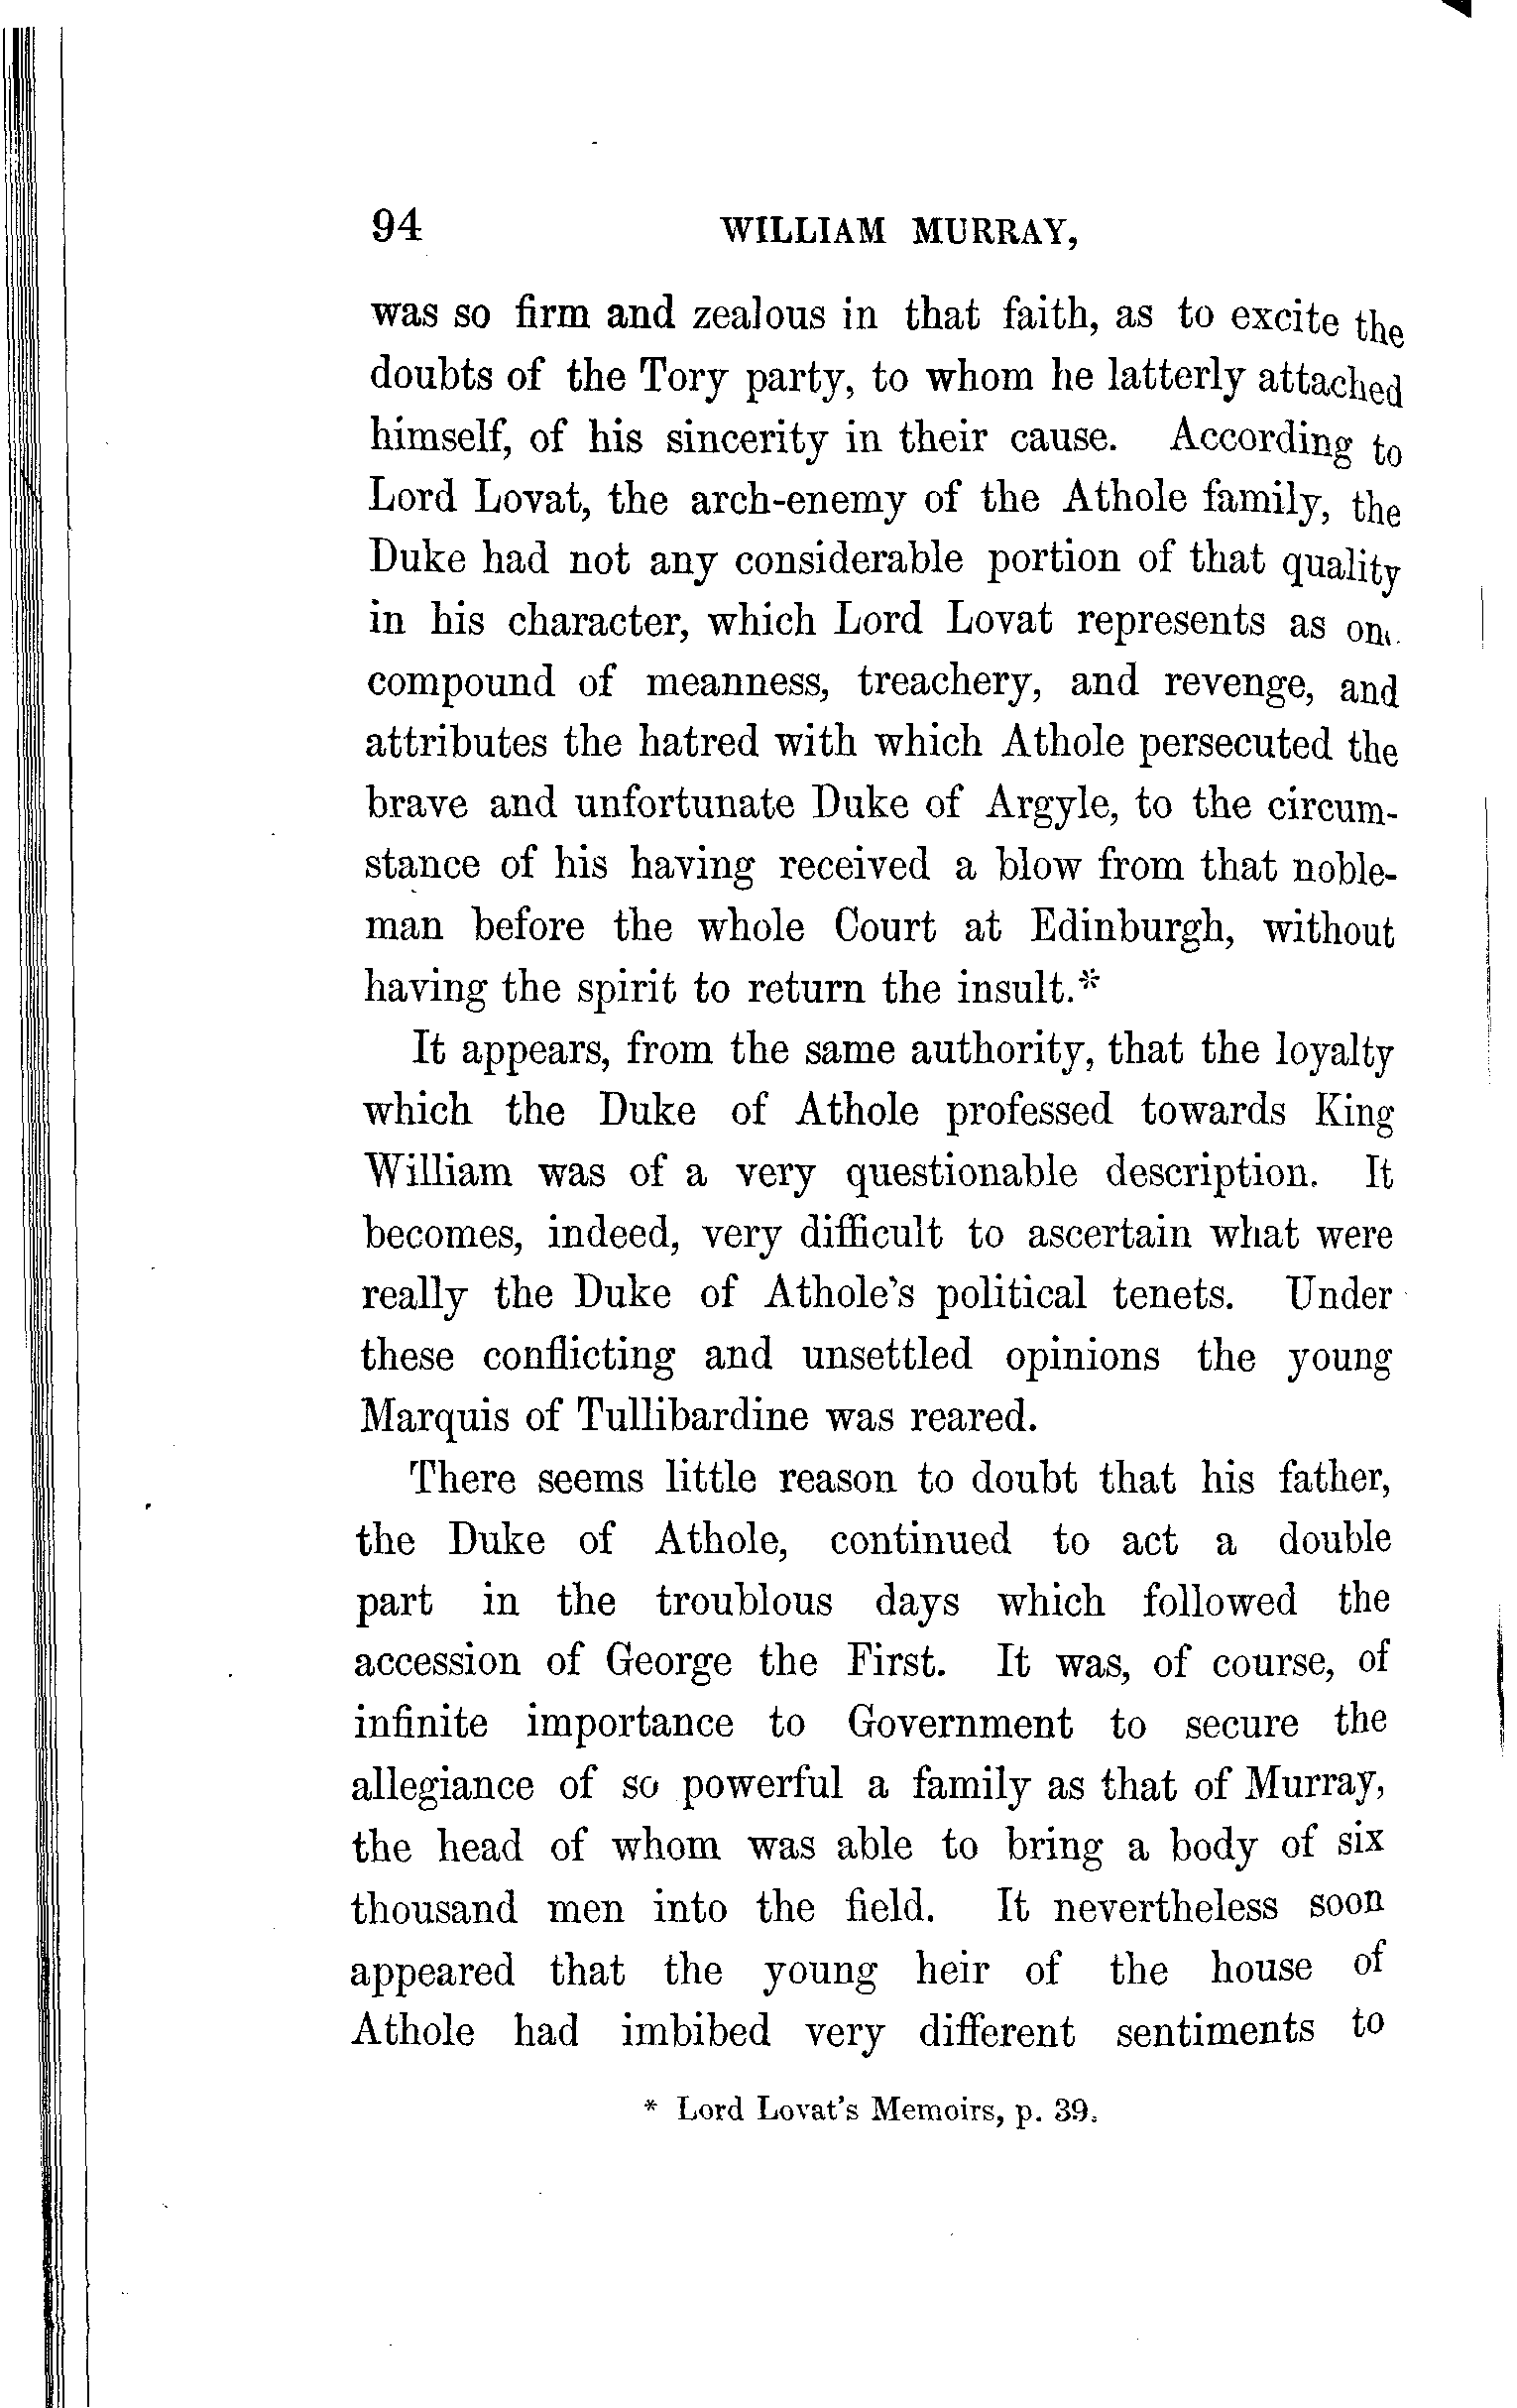 94 WILLIAM MURRAY,
was so firm and zealous in that faith, as to excite the
doubts of the Tory party, to whom he latterly attached
himself, of his sincerity in their cause. According to
Lord Lovat, the arch-enemy of the Athole family, the
Duke had not any considerable portion of that quality
in his character, which Lord Lovat represents as
compound of meanness, treachery, and revenge, and
attributes the hatred with which Athole persecuted the
brave and unfortunate Duke of Argyle, to the circum-
stance of his having received a blow from that noble-
man before the whole Court at Edinburgh, without
having the spirit to return the insult.*
It appears, from the same authority, that the loyalty
which the Duke of Athole professed towards King
William was of a very questionable description. It
becomes, indeed, very difficult to ascertain what were
really the Duke of Athole's political tenets. Under
these conflicting and unsettled opinions the young
Marquis of Tullibardine was reared.
There seems little reason to doubt that his father,
the Duke of Athole, continued to act a double
part in the troublous days which followed the
accession of George the First. It was, of course, of
infinite importance to Government to secure the
allegiance of so powerful a family as that of Murray,
the head of whom was able to bring a body of six
thousand men into the field. It nevertheless soon
appeared that the young heir of the house of
Athole had imbibed very different sentiments to
* Lord Lovat's Memoirs, p. 39.